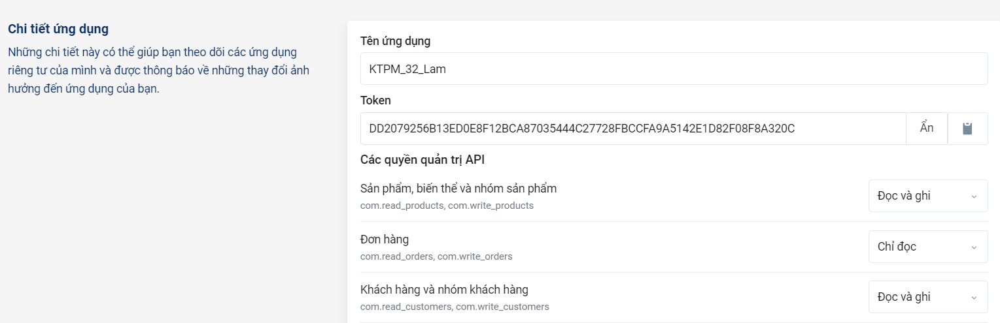 Chi tiết ứng dụng
Những chi tiết này có thể giúp bạn theo dõi các ứng dụng
riêng tư của mình và được thông báo về những thay đổi ảnh
hưởng đến ứng dụng của bạn.
Tên ứng dụng
KTPM_32_Lam
Token
DD2079256B13ED0E8F12BCA87035444C27728FBCCFA9A5142E1D82F08F8A320C
Ẩn
Các quyền quản trị API
Sản phẩm, biến thể và nhóm sản phẩm
Đọc và ghi
com.read_products, com.write_products
Đơn hàng
Chỉ đọc
com.read_orders, com.write_orders
Khách hàng và nhóm khách hàng
Đọc và ghi
com.read_customers, com.write_customers